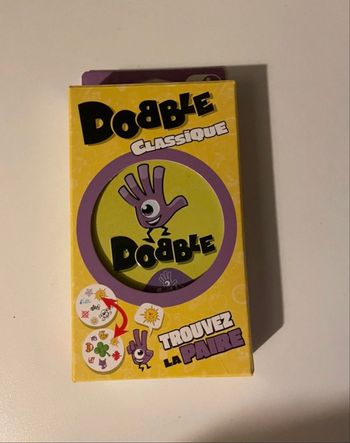 DOBBLE
CLASSIQUE
DOBBLE
TROUVEZ
LA PAIRE